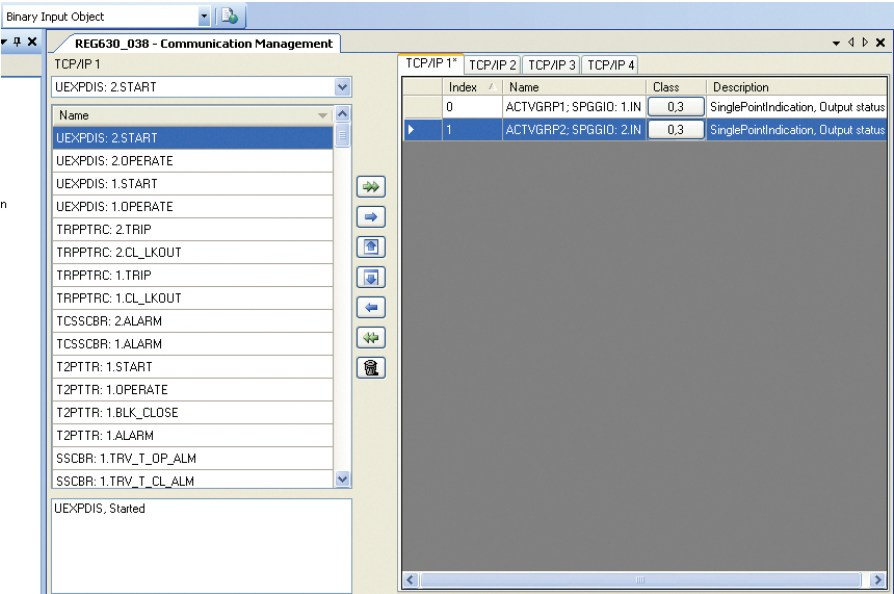 Binary Input Object
REG630_038 - Communication Management
TCP/IP 1
UEXPDIS: 2.START
Name
UEXPDIS: 2.START
UEXPDIS: 2.OPERATE
UEXPDIS: 1.START
UEXPDIS: 1.OPERATE
TRPPTRC: 2.TRIP
TRPPTRC: 2.CL_LKOUT
TRPPTRC: 1.TRIP
TRPPTRC: 1.CL_LKOUT
TCSSCBR: 2.ALARM
TCSSCBR: 1.ALARM
T2PTTR: 1.START
T2PTTR: 1.OPERATE
T2PTTR: 1.BLK_CLOSE
T2PTTR: 1.ALARM
SSCBR: 1.TRV_T_OP_ALM
SSCBR: 1.TRV_T_CL_ALM
UEXPDIS, Started
n
TCP/IP 1* TCP/IP 2 TCP/IP 3 TCP/IP 4
Index Name Class Description
0 ACTVGRP1; SPGGIO: 1.IN 0,3 SinglePointIndication, Output status
1 ACTVGRP2; SPGGIO: 2.IN 0,3 SinglePointIndication, Output status